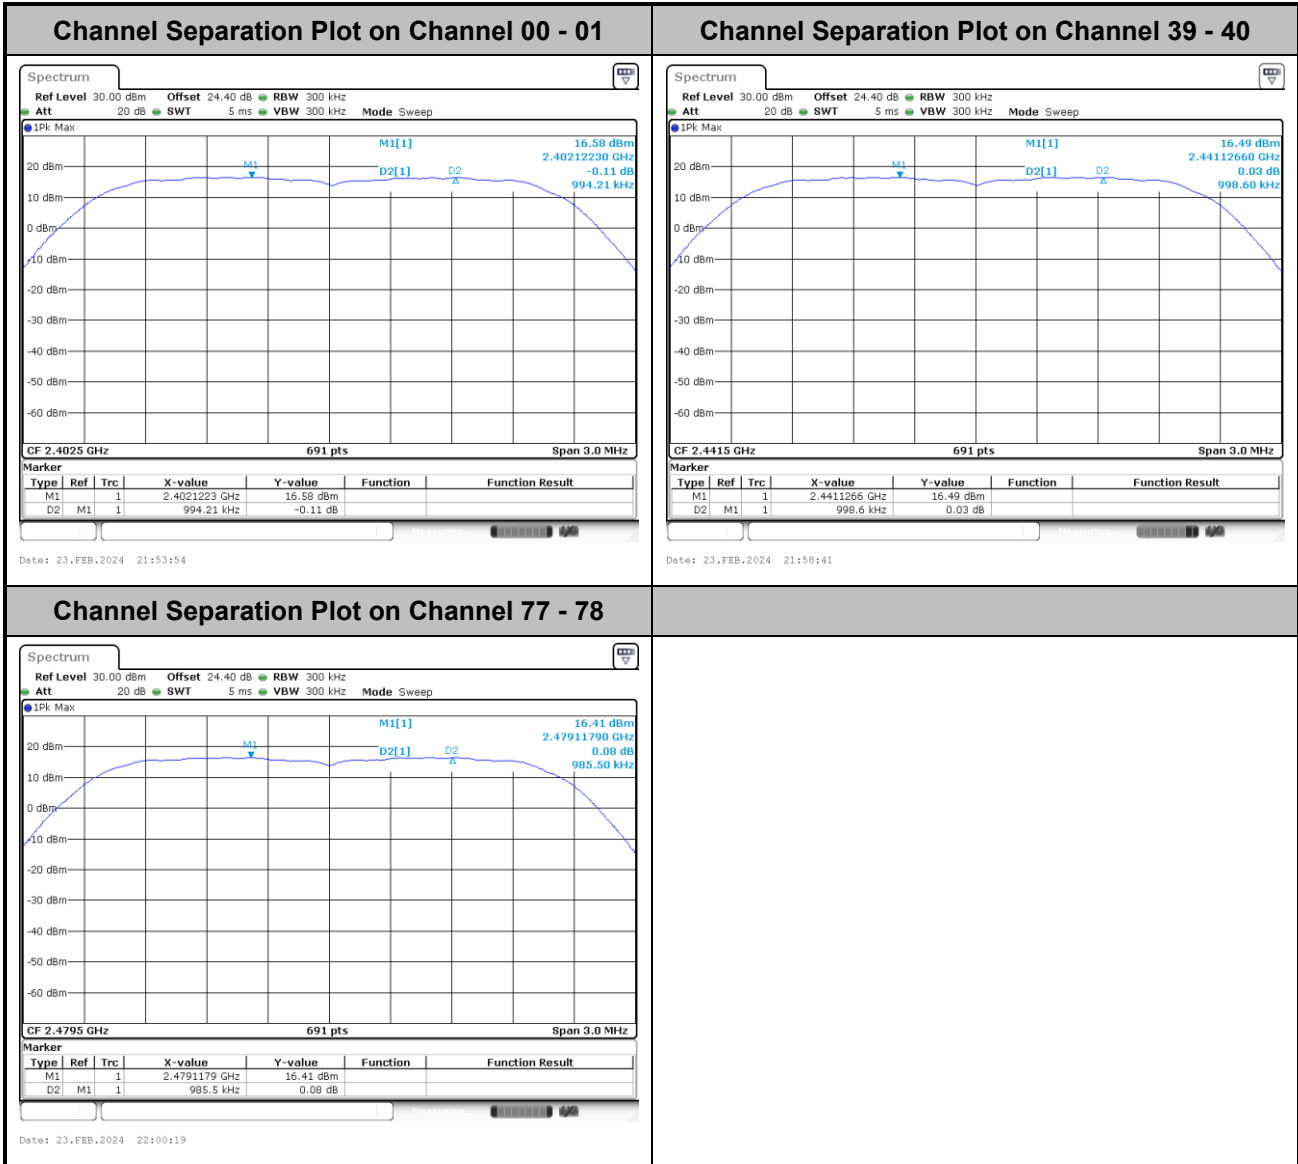 Channel Separation Plot on Channel 00 - 01
Spectrum
Ref Level 30.00 dBm Offset 24.40 dB RBW 300 kHz
Att 20 dB SWT 5 ms VBW 300 kHz Mode Sweep
1Pk Max
M1[1] 16.58 dBm
2.40212230 GHz
D2[1] -0.11 dB
994.21 kHz
M1
D2
20 dBm
10 dBm
0 dBm
-10 dBm
-20 dBm
-30 dBm
-40 dBm
-50 dBm
-60 dBm
CF 2.4025 GHz 691 pts Span 3.0 MHz
Marker
Type Ref Trc X-value Y-value Function Function Result
M1 1 2.4021223 GHz 16.58 dBm
D2 M1 1 994.21 kHz -0.11 dB
Date: 23.FEB.2024 21:53:54
Channel Separation Plot on Channel 39 - 40
Spectrum
Ref Level 30.00 dBm Offset 24.40 dB RBW 300 kHz
Att 20 dB SWT 5 ms VBW 300 kHz Mode Sweep
1Pk Max
M1[1] 16.49 dBm
2.44112660 GHz
D2[1] 0.03 dB
998.60 kHz
M1
D2
20 dBm
10 dBm
0 dBm
-10 dBm
-20 dBm
-30 dBm
-40 dBm
-50 dBm
-60 dBm
CF 2.4415 GHz 691 pts Span 3.0 MHz
Marker
Type Ref Trc X-value Y-value Function Function Result
M1 1 2.4411266 GHz 16.49 dBm
D2 M1 1 998.6 kHz 0.03 dB
Date: 23.FEB.2024 21:58:41
Channel Separation Plot on Channel 77 - 78
Spectrum
Ref Level 30.00 dBm Offset 24.40 dB RBW 300 kHz
Att 20 dB SWT 5 ms VBW 300 kHz Mode Sweep
1Pk Max
M1[1] 16.41 dBm
2.47911790 GHz
D2[1] 0.08 dB
985.50 kHz
M1
D2
20 dBm
10 dBm
0 dBm
-10 dBm
-20 dBm
-30 dBm
-40 dBm
-50 dBm
-60 dBm
CF 2.4795 GHz 691 pts Span 3.0 MHz
Marker
Type Ref Trc X-value Y-value Function Function Result
M1 1 2.4791179 GHz 16.41 dBm
D2 M1 1 985.5 kHz 0.08 dB
Date: 23.FEB.2024 22:00:19